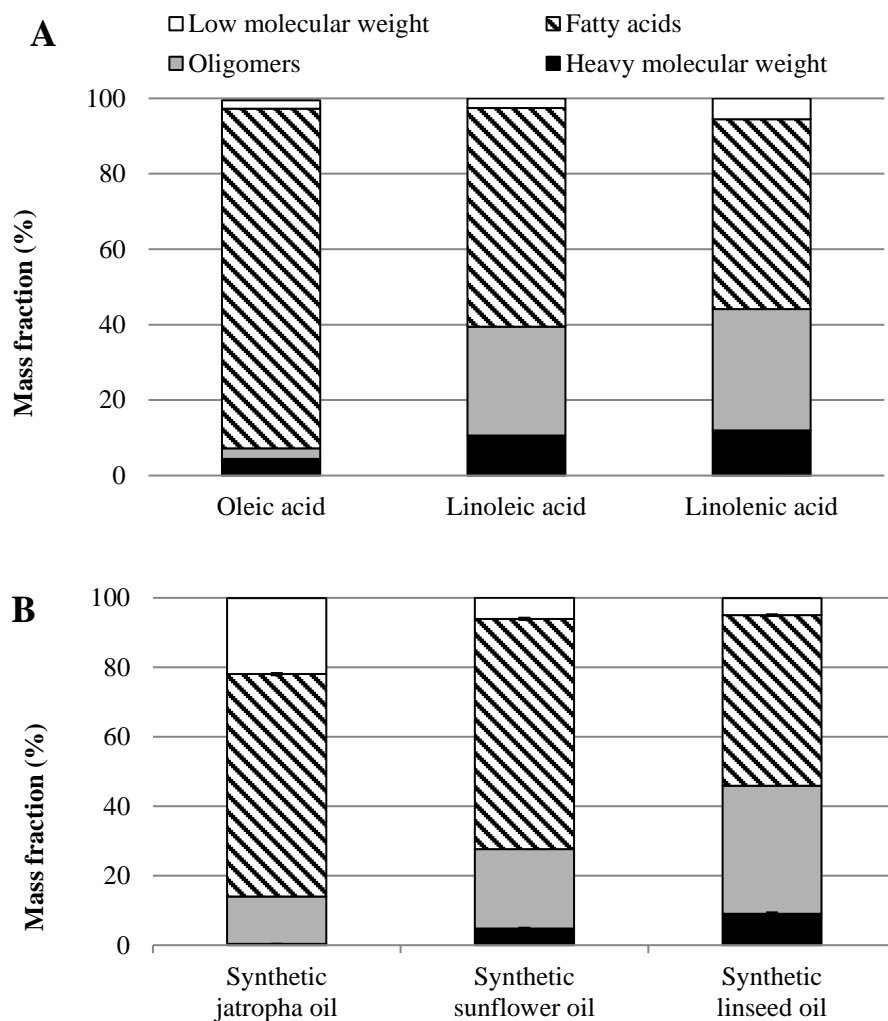 A
Low molecular weight
Fatty acids
Oligomers
Heavy molecular weight
Mass fraction (%)
100
80
60
40
20
0
Oleic acid
Linoleic acid
Linolenic acid
B
Mass fraction (%)
100
80
60
40
20
0
Synthetic
jatropha oil
Synthetic
sunflower oil
Synthetic
linseed oil